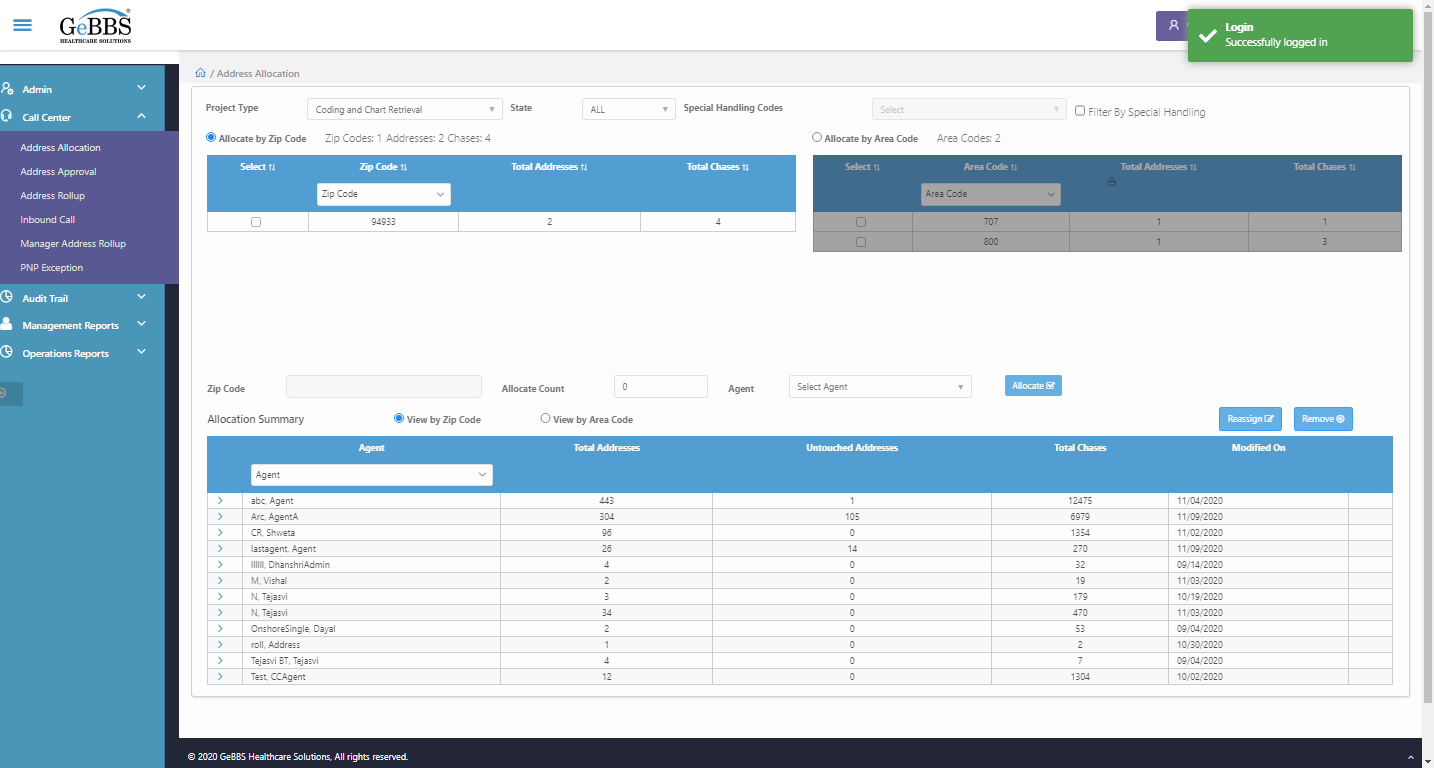 GeBBS®
HEALTHCARE SOLUTIONS
Login
Successfully logged in
Admin
Call Center
Address Allocation
Address Approval
Address Rollup
Inbound Call
Manager Address Rollup
PNP Exception
Audit Trail
Management Reports
Operations Reports
/ Address Allocation
Project Type Coding and Chart Retrieval State ALL Special Handling Codes Select Filter By Special Handling
Allocate by Zip Code Zip Codes: 1 Addresses: 2 Chases: 4 Allocate by Area Code Area Codes: 2
Select Zip Code Total Addresses Total Chases
Zip Code
94933 2 4
Select Area Code Total Addresses Total Chases
Area Code
707 1 1
800 1 3
Zip Code Allocate Count 0 Agent Select Agent Allocate
Allocation Summary View by Zip Code View by Area Code Reassign Remove
Agent Total Addresses Untouched Addresses Total Chases Modified On
Agent
abc, Agent 443 1 12475 11/04/2020
Arc, AgentA 304 105 6979 11/09/2020
CR, Shweta 96 0 1354 11/02/2020
lastagent, Agent 26 14 270 11/09/2020
DhanshriAdmin 4 0 32 09/14/2020
M, Vishal 2 0 19 11/03/2020
N, Tejasvi 3 0 179 10/19/2020
N, Tejasvi 34 0 470 11/03/2020
OnshoreSingle, Dayal 2 0 53 09/04/2020
roll, Address 1 0 2 10/30/2020
Tejasvi BT, Tejasvi 4 0 7 09/04/2020
Test, CCAgent 12 0 1304 10/02/2020
© 2020 GeBBS Healthcare Solutions, All rights reserved.